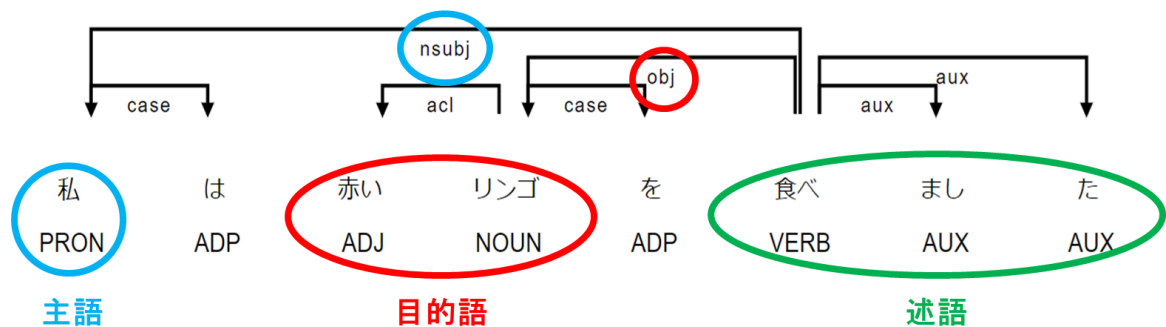 nsubj
obj
aux
case acl case aux
私 は 赤い リンゴ を 食べ まし た
PRON ADP ADJ NOUN ADP VERB AUX AUX
主語 目的語 述語